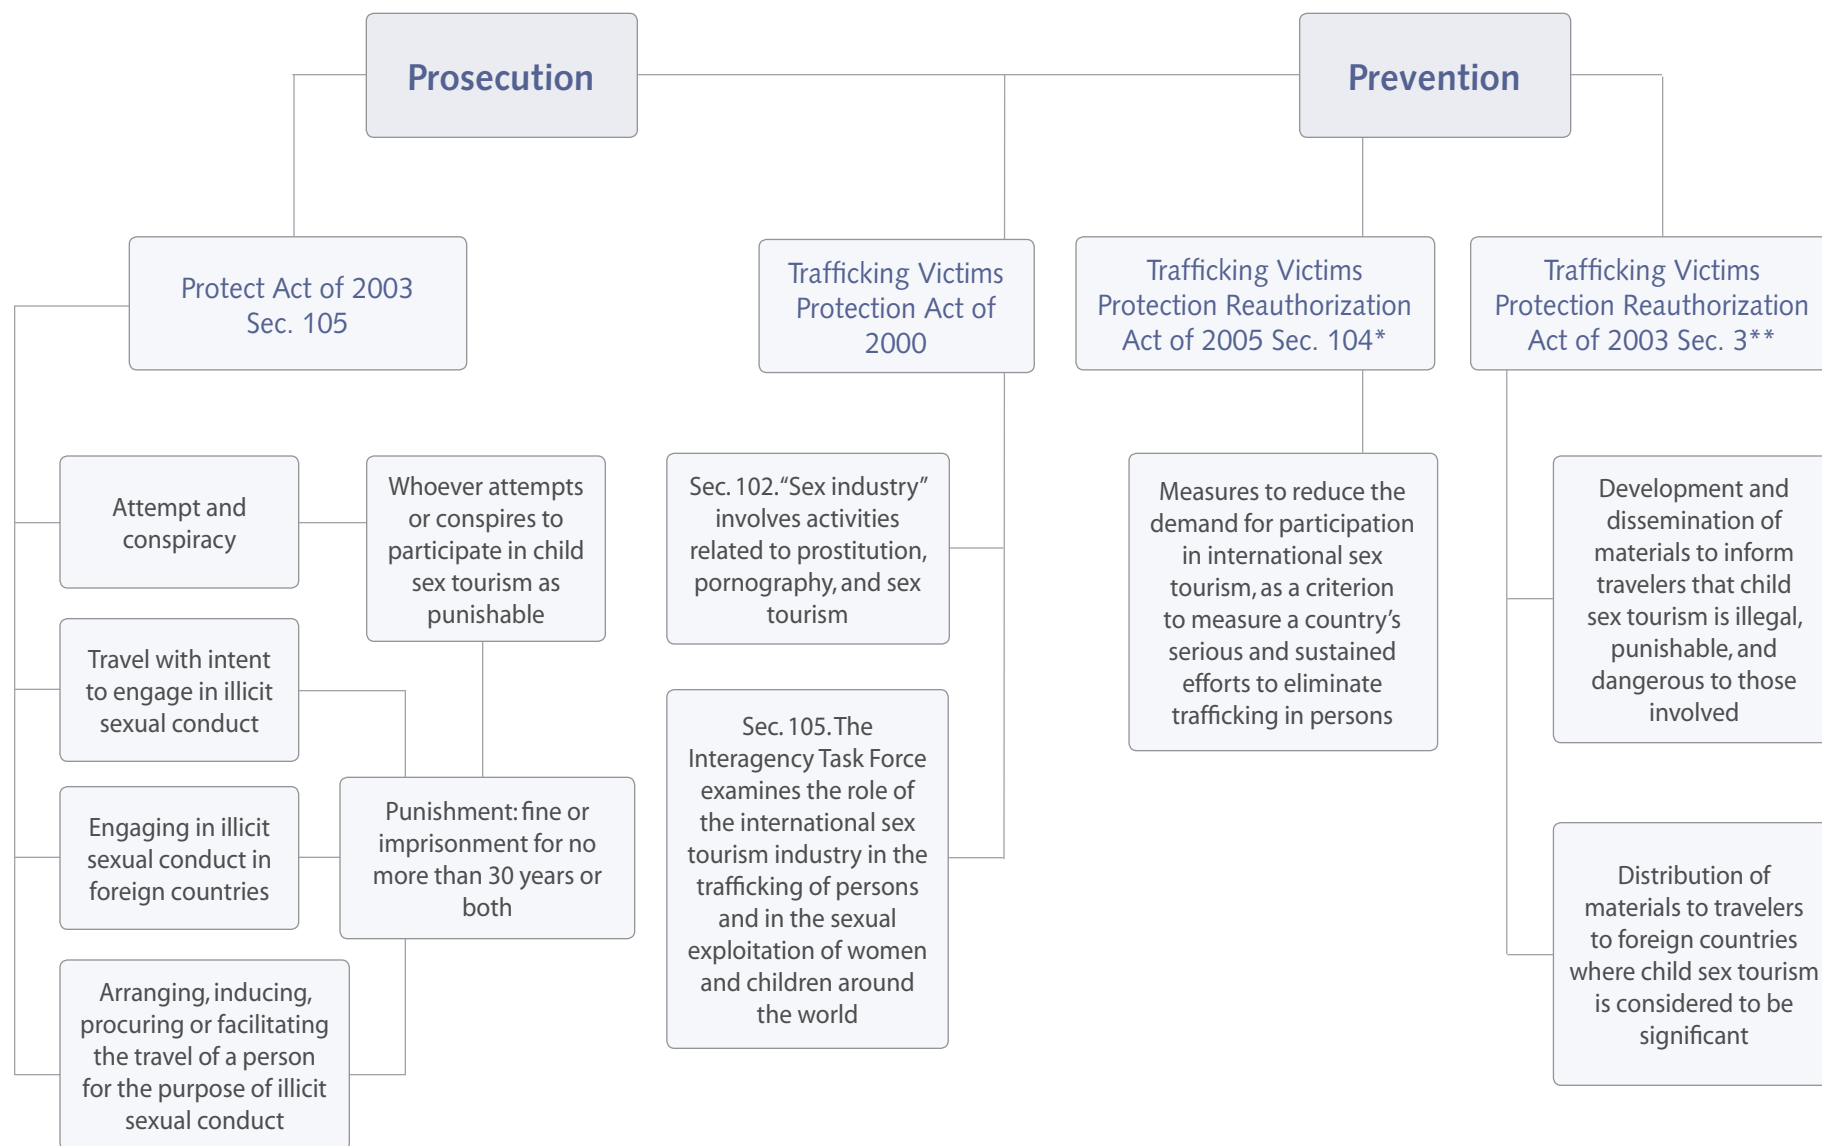 Prosecution
Prevention
Protect Act of 2003
Sec. 105
Trafficking Victims
Protection Act of
2000
Trafficking Victims
Protection Reauthorization
Act of 2005 Sec. 104*
Trafficking Victims
Protection Reauthorization
Act of 2003 Sec. 3**
Attempt and
conspiracy
Whoever attempts
or conspires to
participate in child
sex tourism as
punishable
Travel with intent
to engage in illicit
sexual conduct
Engaging in illicit
sexual conduct in
foreign countries
Punishment: fine or
imprisonment for no
more than 30 years or
both
Arranging, inducing,
procuring or facilitating
the travel of a person
for the purpose of illicit
sexual conduct
Sec. 102. “Sex industry”
involves activities
related to prostitution,
pornography, and sex
tourism
Sec. 105. The
Interagency Task Force
examines the role of
the international sex
tourism industry in the
trafficking of persons
and in the sexual
exploitation of women
and children around
the world
Measures to reduce the
demand for participation
in international sex
tourism, as a criterion
to measure a country’s
serious and sustained
efforts to eliminate
trafficking in persons
Development and
dissemination of
materials to inform
travelers that child
sex tourism is illegal,
punishable, and
dangerous to those
involved
Distribution of
materials to travelers
to foreign countries
where child sex tourism
is considered to be
significant